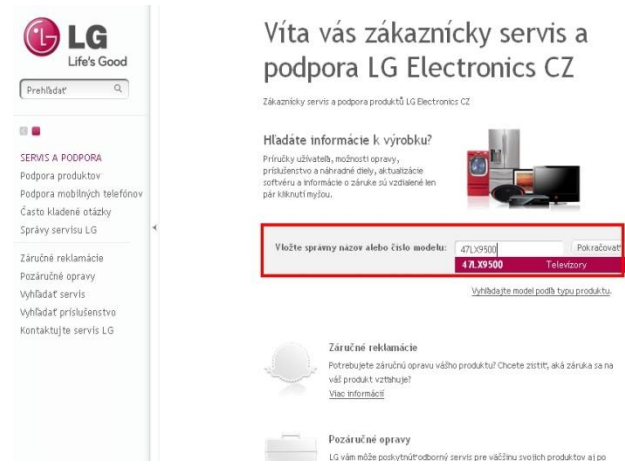 LG
Life's Good
Prehľadať
SERVIS A PODPORA
Podpora produktov
Podpora mobilných telefónov
Často kladené otázky
Správy servisu LG
Záručné reklamácie
Pozáručné opravy
Vyhľadať servis
Vyhľadať príslušenstvo
Kontaktujte servis LG
Víta vás zákaznícky servis a
podpora LG Electronics CZ
Zákaznícky servis a podpora produktů LG Electronics CZ
Hľadáte informácie k výrobku?
Príručky užívateľa, možnosti opravy,
príslušenstvo a náhradné diely, aktualizácie
softvéru a informácie o záruke sú vzdialené len
pár kliknutí myšou.
Vložte správny názov alebo číslo modelu: 47LX9500 Pokračovať
47LX9500 Televízory
Vyhľadajte model podľa typu produktu.
Záručné reklamácie
Potrebujete záručnú opravu vášho produktu? Chcete zistiť, aká záruka sa na
váš produkt vzťahuje?
Viac informácií
Pozáručné opravy
LG vám môže poskytnúť odborný servis pre väčšinu svojich produktov aj po